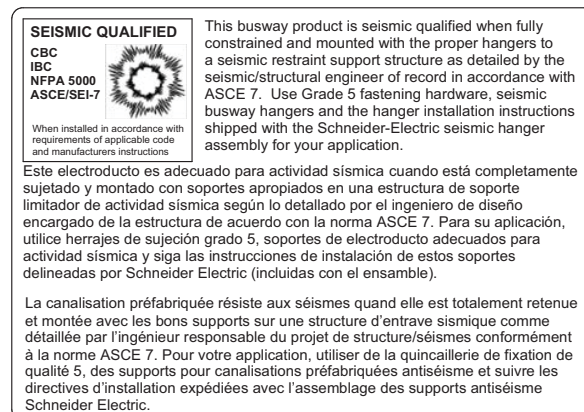 SEISMIC QUALIFIED
CBC
IBC
NFPA 5000
ASCE/SEI-7
When installed in accordance with
requirements of applicable code
and manufacturers instructions
This busway product is seismic qualified when fully
constrained and mounted with the proper hangers to
a seismic restraint support structure as detailed by the
seismic/structural engineer of record in accordance with
ASCE 7. Use Grade 5 fastening hardware, seismic
busway hangers and the hanger installation instructions
shipped with the Schneider-Electric seismic hanger
assembly for your application.
Este electroducto es adecuado para actividad sísmica cuando está completamente
sujetado y montado con soportes apropiados en una estructura de soporte
limitador de actividad sísmica según lo detallado por el ingeniero de diseño
encargado de la estructura de acuerdo con la norma ASCE 7. Para su aplicación,
utilice herrajes de sujeción grado 5, soportes de electroducto adecuados para
actividad sísmica y siga las instrucciones de instalación de estos soportes
delineadas por Schneider Electric (incluidas con el ensamble).
La canalisation préfabriquée résiste aux séismes quand elle est totalement retenue
et montée avec les bons supports sur une structure d'entrave sismique comme
détaillée par l'ingénieur responsable du projet de structure/séismes conformément
à la norme ASCE 7. Pour votre application, utiliser de la quincaillerie de fixation de
qualité 5, des supports pour canalisations préfabriquées antiséisme et suivre les
directives d'installation expédiées avec l'assemblage des supports antiséisme
Schneider Electric.